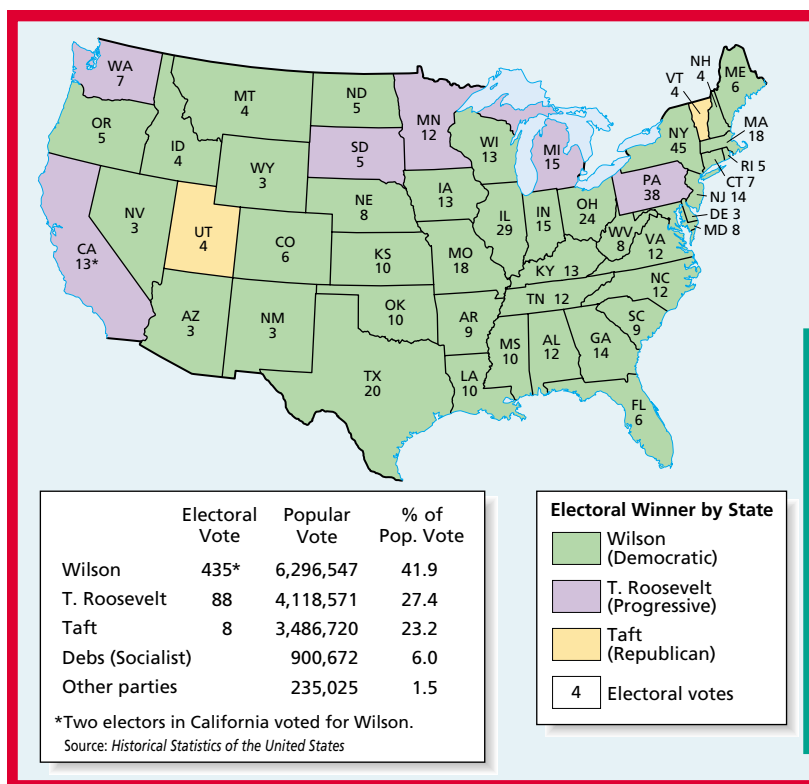 WA
7
OR
5
CA
13*
NV
3
ID
4
MT
4
WY
3
UT
4
AZ
3
CO
6
NM
3
ND
5
SD
5
NE
8
KS
10
OK
10
TX
20
MN
12
IA
13
MO
18
AR
9
LA
10
WI
13
IL
29
MI
15
IN
15
OH
24
KY 13
TN 12
MS
10
AL
12
GA
14
FL
6
SC
9
NC
12
VA
12
WV
8
PA
38
NY
45
VT
4
NH
4
ME
6
MA
18
RI 5
CT 7
NJ 14
DE 3
MD 8
Electoral Vote Popular Vote % of Pop. Vote
Wilson 435* 6,296,547 41.9
T. Roosevelt 88 4,118,571 27.4
Taft 8 3,486,720 23.2
Debs (Socialist) 900,672 6.0
Other parties 235,025 1.5
*Two electors in California voted for Wilson.
Source: Historical Statistics of the United States
Electoral Winner by State
Wilson
(Democratic)
T. Roosevelt
(Progressive)
Taft
(Republican)
4 Electoral votes